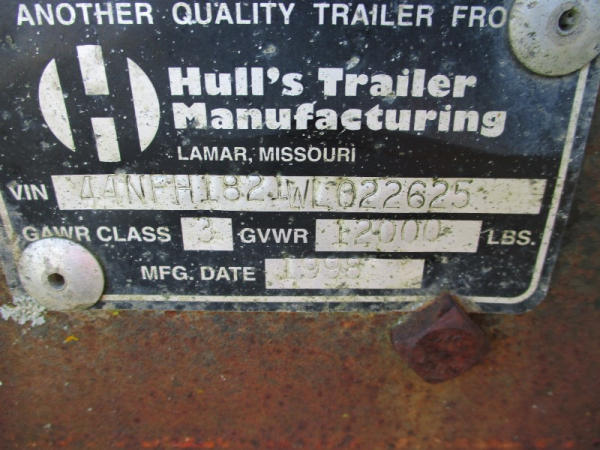 ANOTHER QUALITY TRAILER FRO
Hull's Trailer
Manufacturing
LAMAR, MISSOURI
VIN 44NFH1821WL022625
GAWR CLASS 3 GVWR 12000 LBS.
MFG. DATE 1998